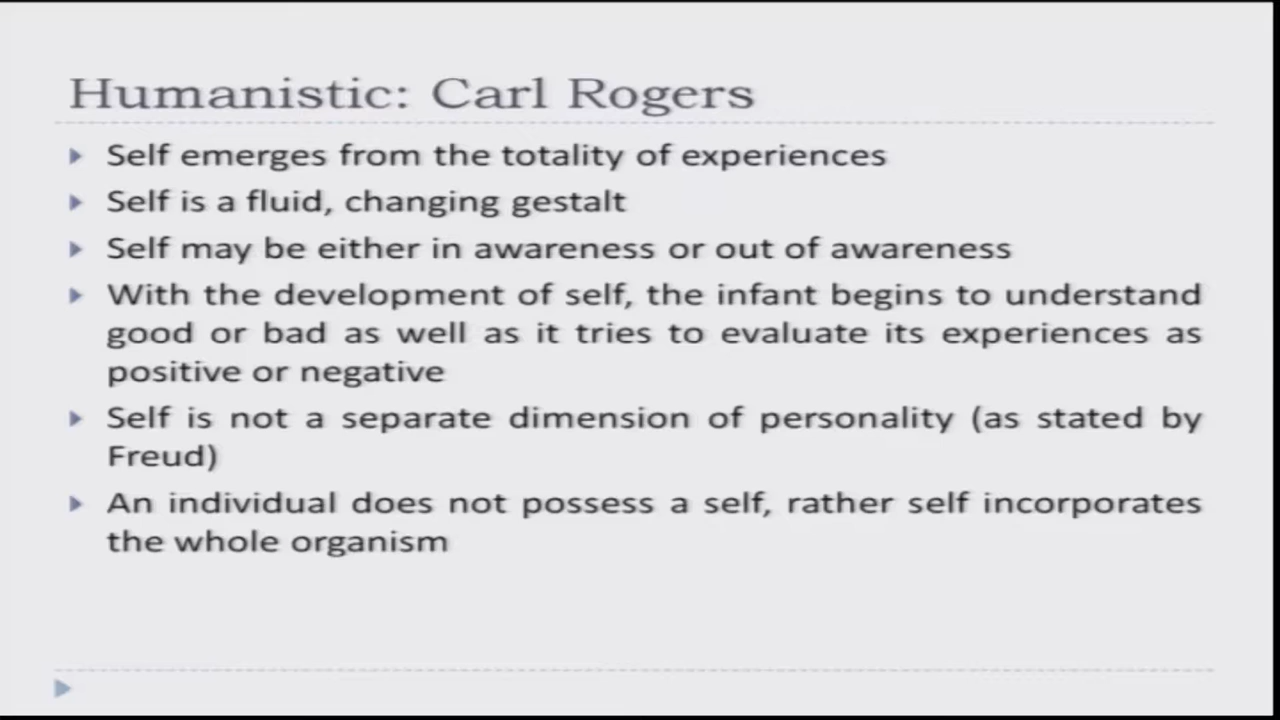 Humanistic: Carl Rogers
Self emerges from the totality of experiences
Self is a fluid, changing gestalt
Self may be either in awareness or out of awareness
With the development of self, the infant begins to understand
good or bad as well as it tries to evaluate its experiences as
positive or negative
Self is not a separate dimension of personality (as stated by
Freud)
An individual does not possess a self, rather self incorporates
the whole organism